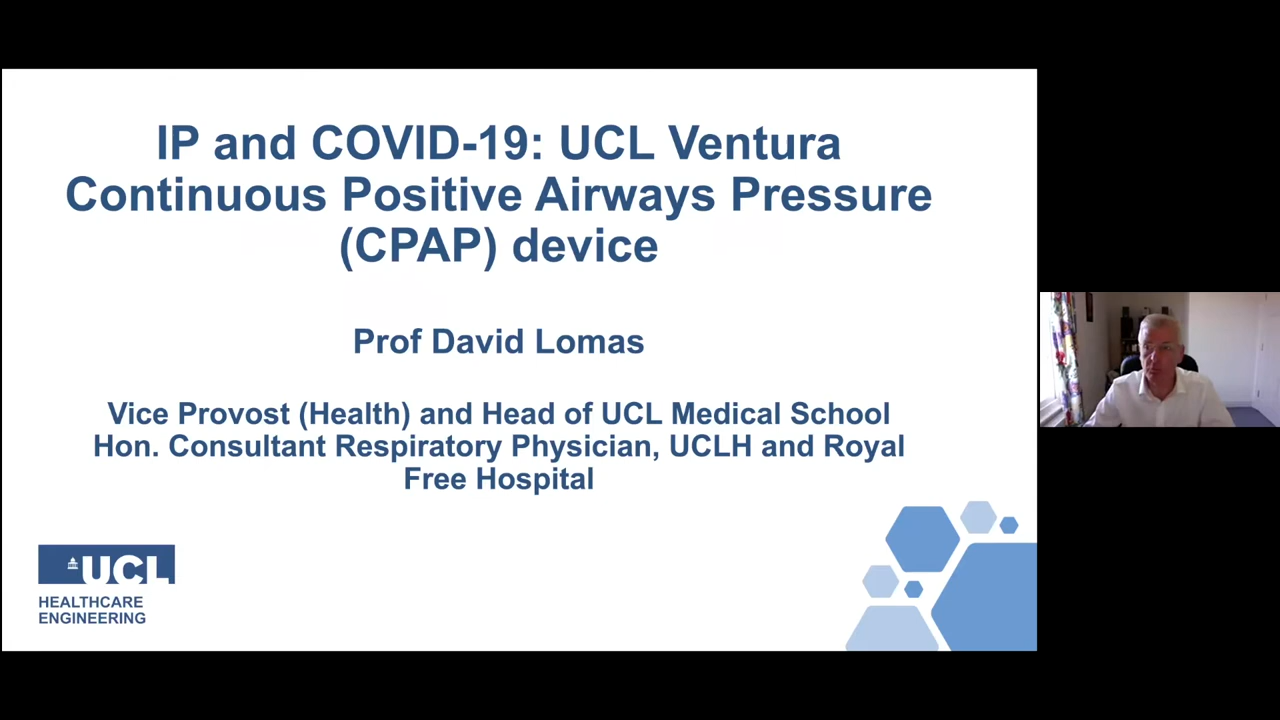 IP and COVID-19: UCL Ventura
Continuous Positive Airways Pressure
(CPAP) device
Prof David Lomas
Vice Provost (Health) and Head of UCL Medical School
Hon. Consultant Respiratory Physician, UCLH and Royal
Free Hospital
UCL
HEALTHCARE
ENGINEERING